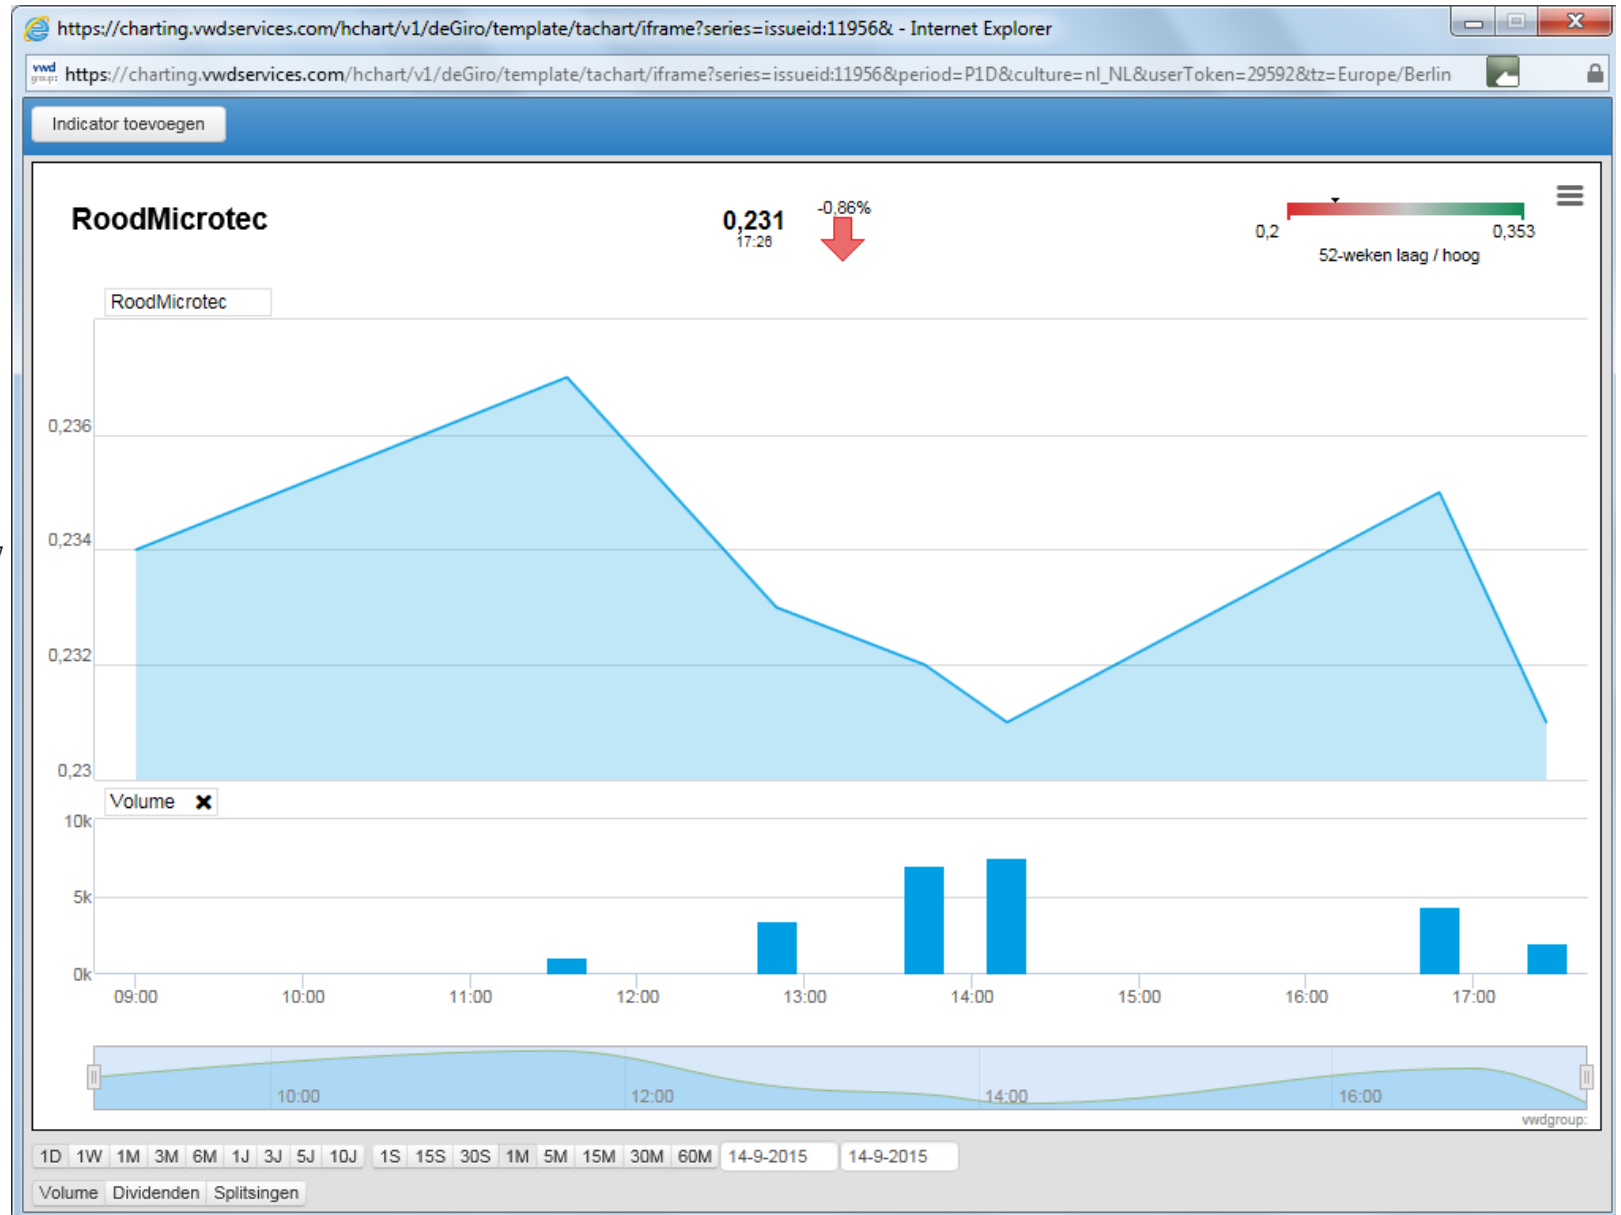 https://charting.vwdservices.com/hchart/v1/deGiro/template/tachart/iframe?series=issueid:11956& - Internet Explorer
vwd group: https://charting.vwdservices.com/hchart/v1/deGiro/template/tachart/iframe?series=issueid:11956&period=P1D&culture=nl_NL&userToken=29592&tz=Europe/Berlin
Indicator toevoegen
RoodMicrotec
0,231
17:26
-0,86%
0,2
0,353
52-weken laag / hoog
RoodMicrotec
0,236
0,234
0,232
0,23
Volume
10k
5k
0k
09:00 10:00 11:00 12:00 13:00 14:00 15:00 16:00 17:00
10:00 12:00 14:00 16:00
vwdgroup:
1D 1W 1M 3M 6M 1J 3J 5J 10J 1S 15S 30S 1M 5M 15M 30M 60M 14-9-2015 14-9-2015
Volume Dividenden Splitsingen